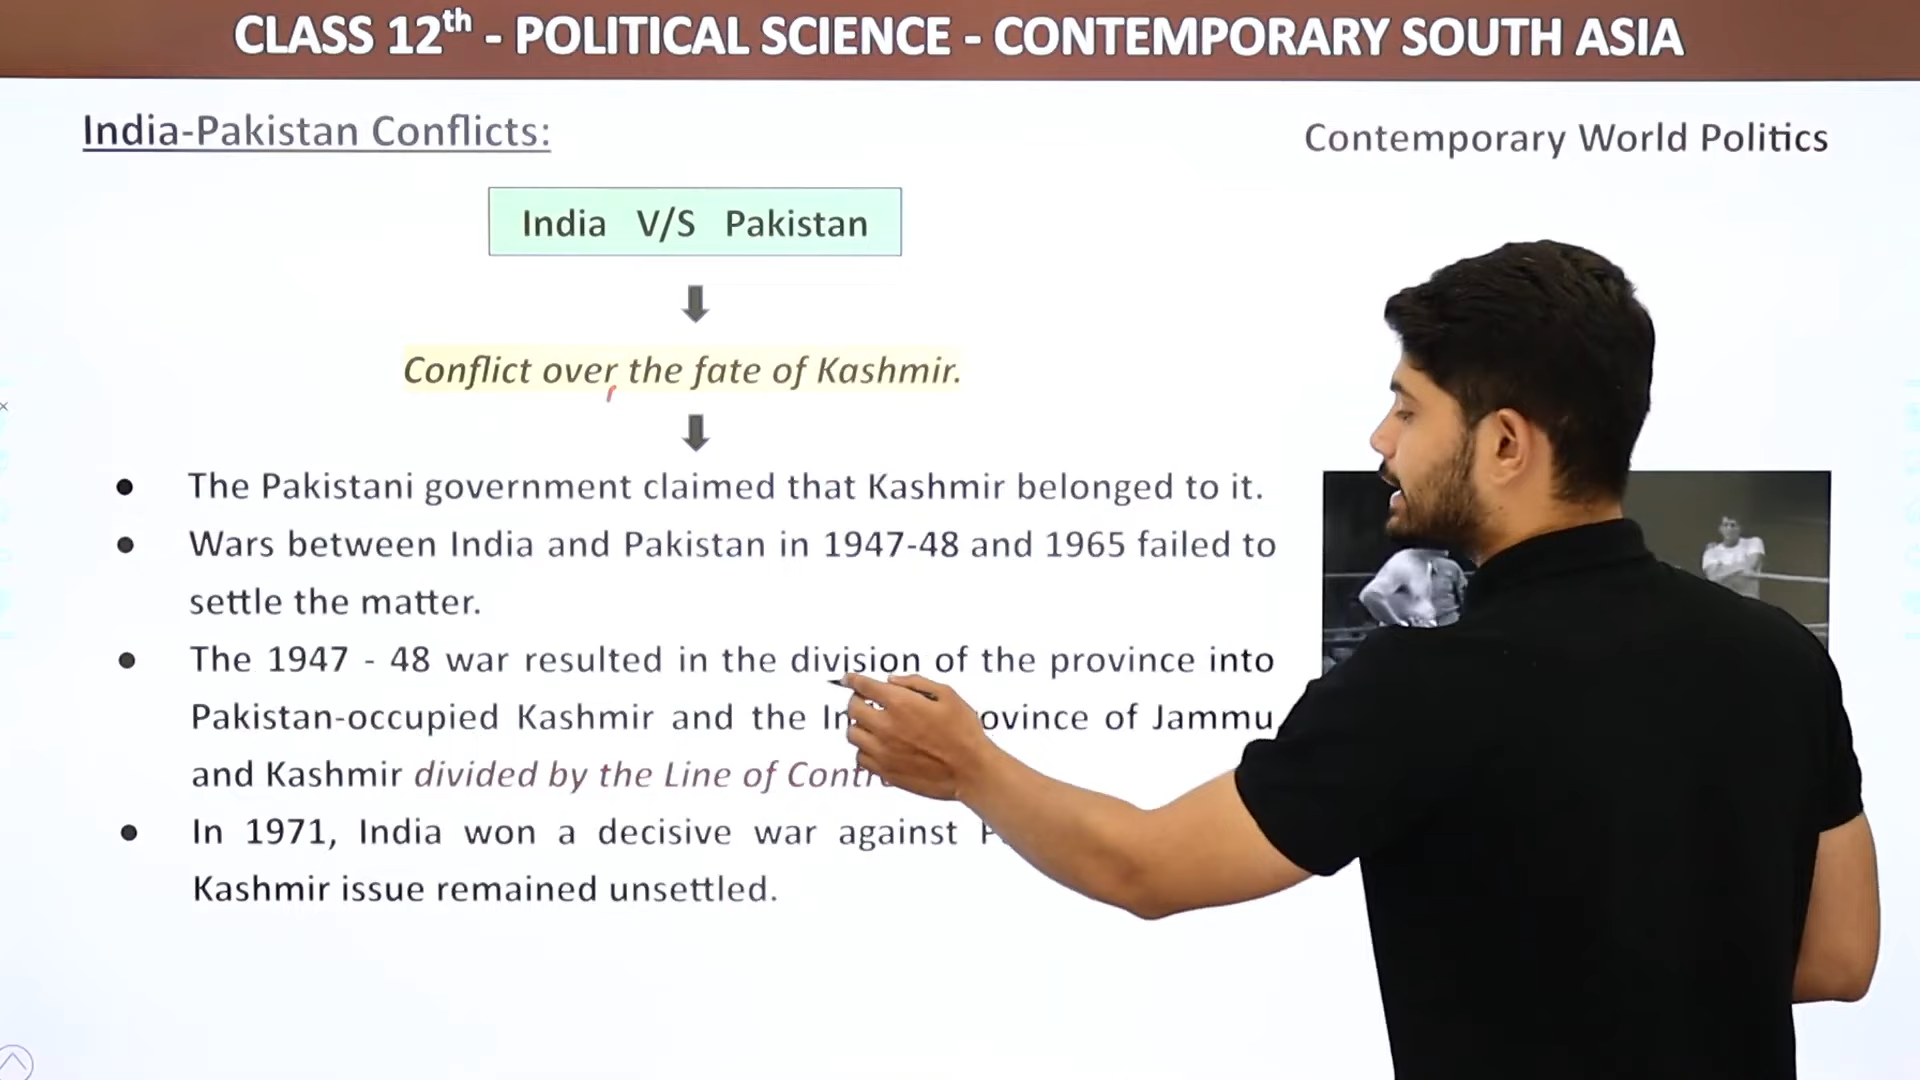 CLASS 12th - POLITICAL SCIENCE - CONTEMPORARY SOUTH ASIA
India-Pakistan Conflicts:
Contemporary World Politics
India V/S Pakistan
Conflict over the fate of Kashmir.
• The Pakistani government claimed that Kashmir belonged to it.
• Wars between India and Pakistan in 1947-48 and 1965 failed to
settle the matter.
• The 1947 - 48 war resulted in the division of the province into
Pakistan-occupied Kashmir and the province of Jammu
and Kashmir divided by the Line of
• In 1971, India won a decisive war against
Kashmir issue remained unsettled.